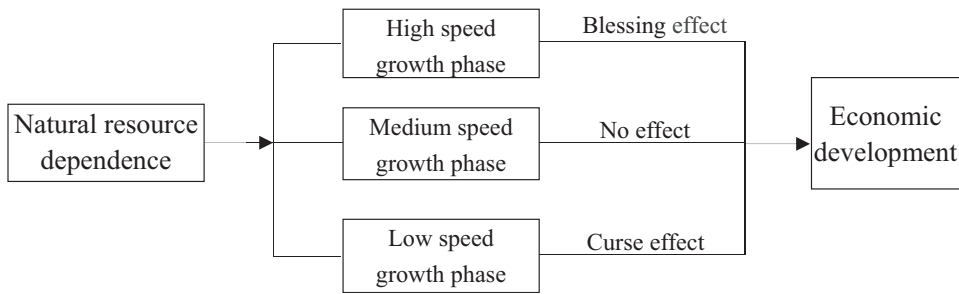 Natural resource
dependence
High speed
growth phase
Blessing effect
Medium speed
growth phase
No effect
Low speed
growth phase
Curse effect
Economic
development